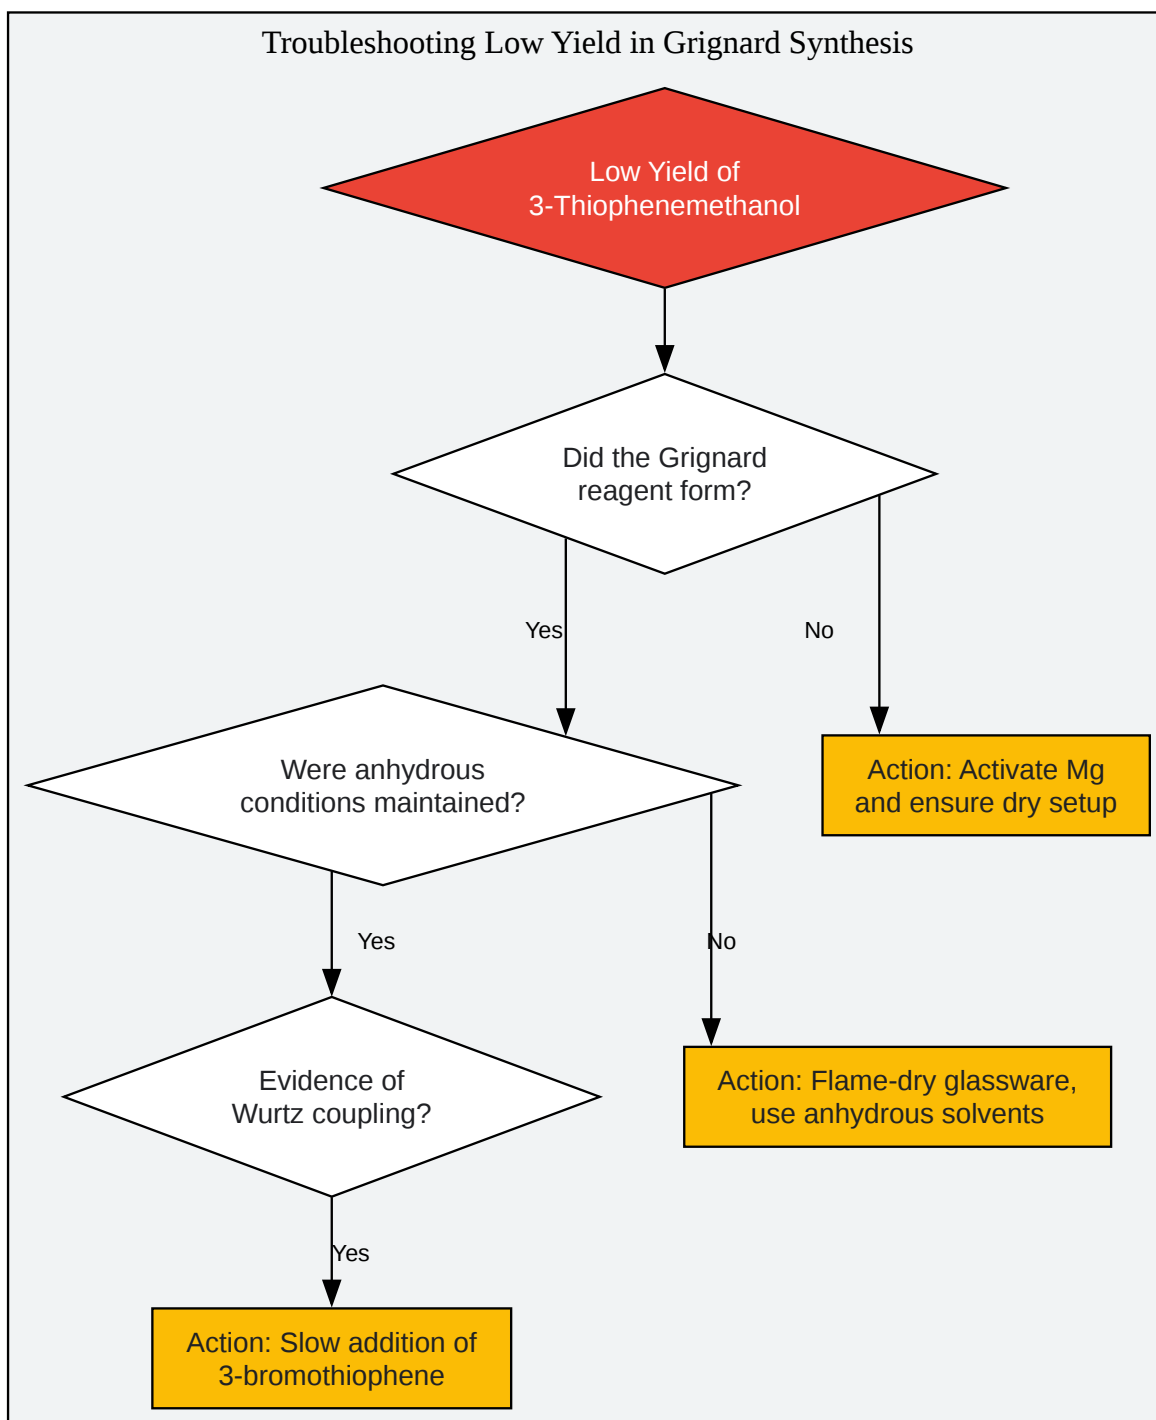 Troubleshooting Low Yield in Grignard Synthesis
Low Yield of
3-Thiophenemethanol
Did the Grignard
reagent form?
Yes
No
Were anhydrous
conditions maintained?
Action: Activate Mg
and ensure dry setup
Yes
No
Evidence of
Wurtz coupling?
Action: Flame-dry glassware,
use anhydrous solvents
Yes
Action: Slow addition of
3-bromothiophene